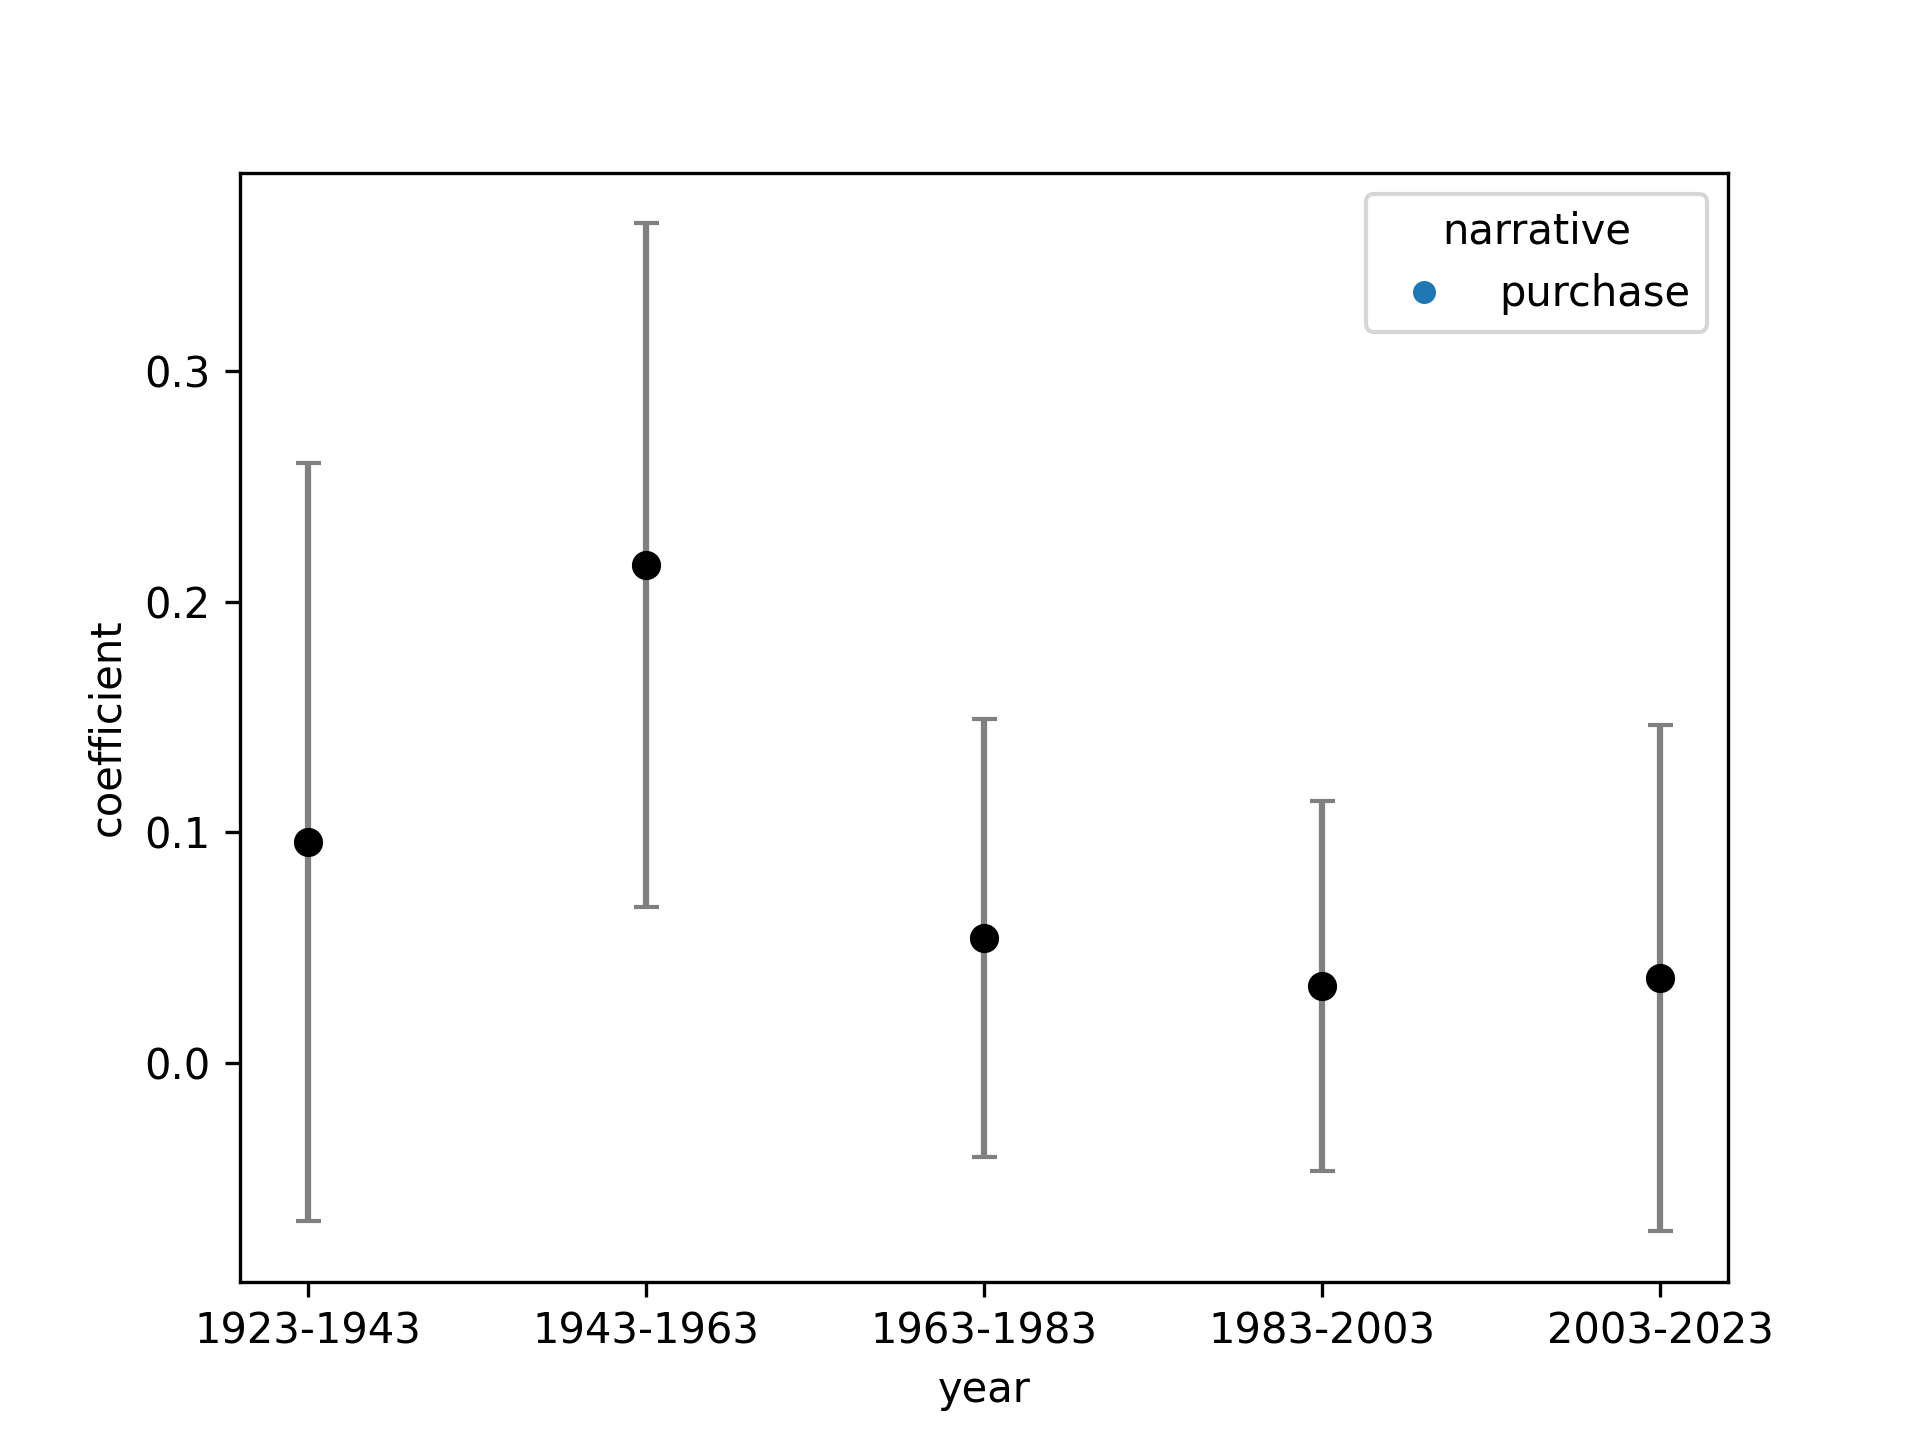 narrative
purchase
0.3
0.2
0.1
0.0
coefficient
1923-1943 1943-1963 1963-1983 1983-2003 2003-2023
year